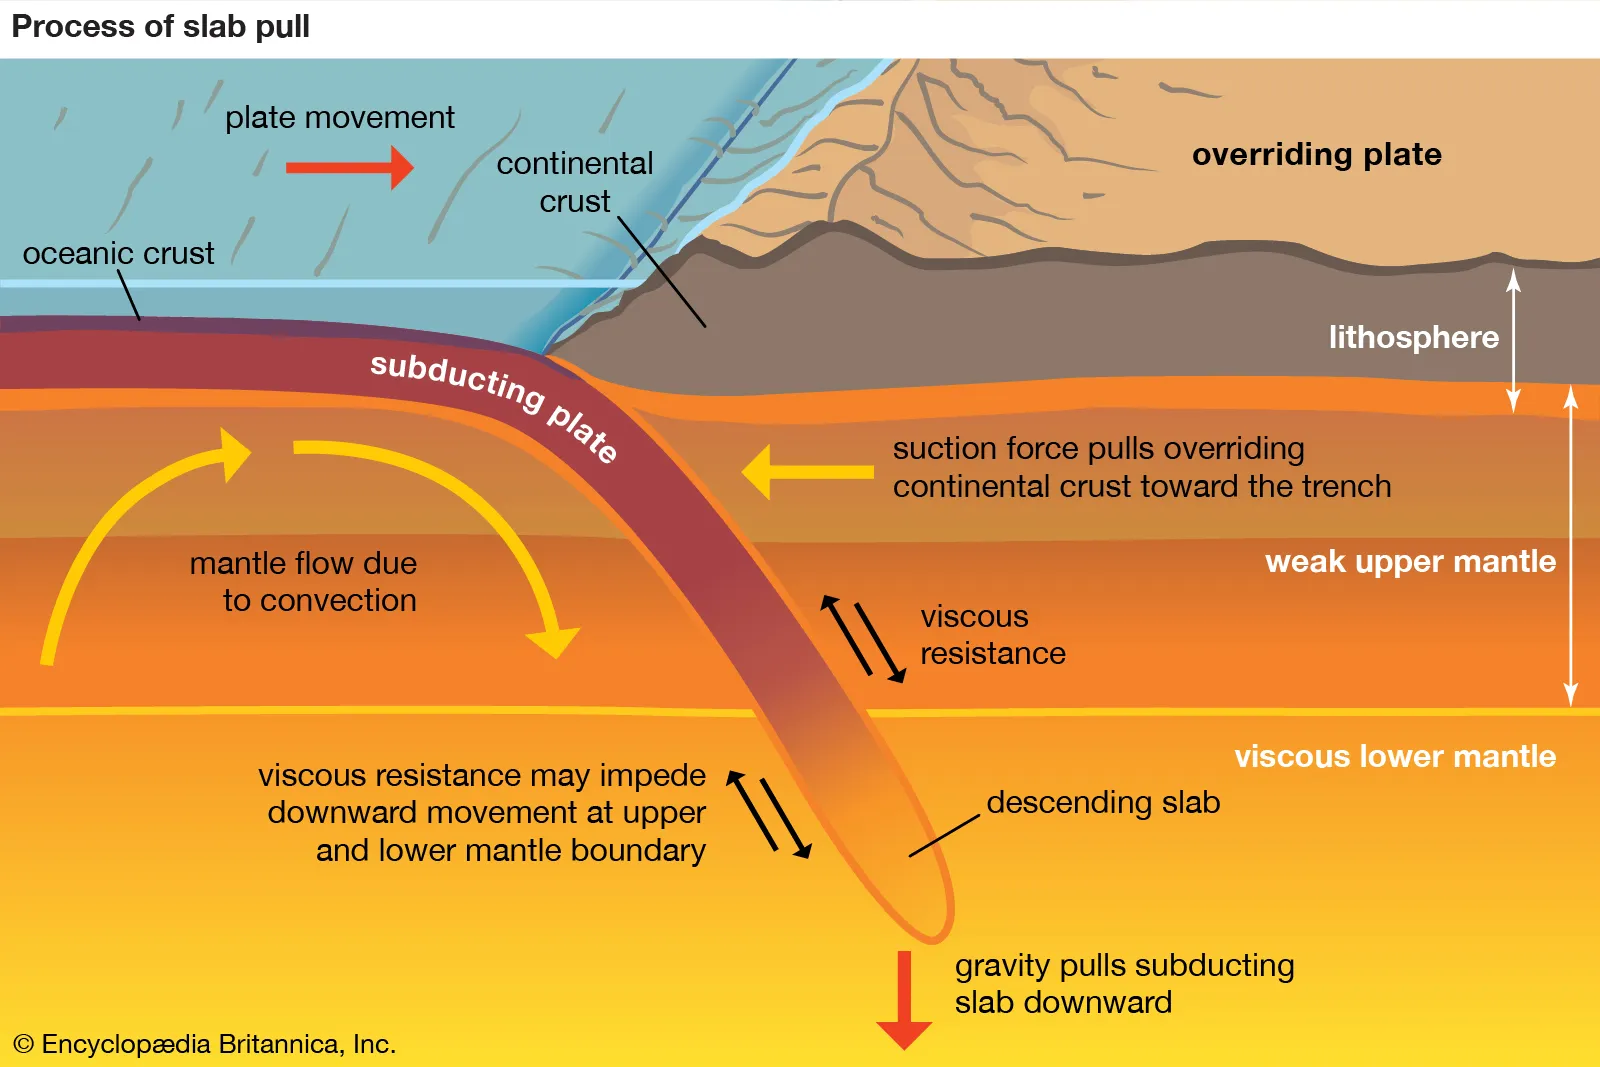 Process of slab pull
plate movement
continental
crust
overriding plate
oceanic crust
lithosphere
subducting plate
suction force pulls overriding
continental crust toward the trench
mantle flow due
to convection
weak upper mantle
viscous
resistance
viscous lower mantle
viscous resistance may impede
downward movement at upper
and lower mantle boundary
descending slab
gravity pulls subducting
slab downward
© Encyclopædia Britannica, Inc.